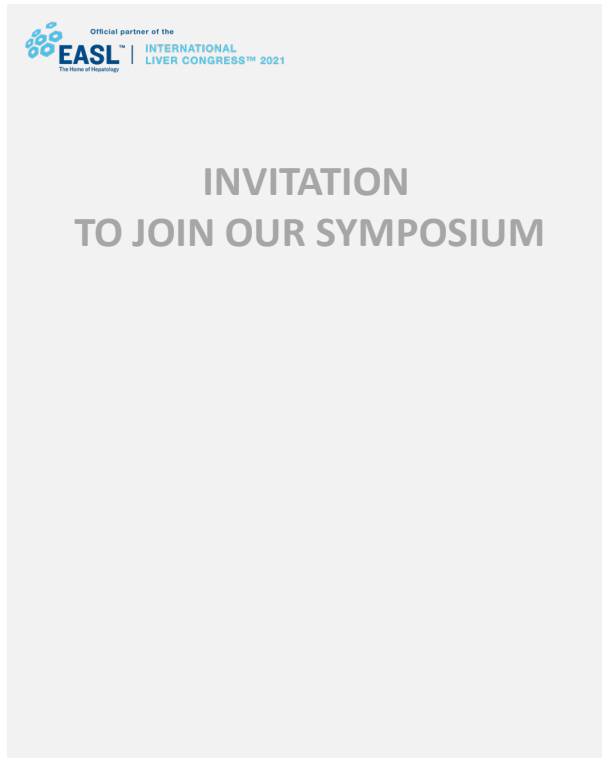 Official partner of the
EASL™
The Home of Hepatology
INTERNATIONAL
LIVER CONGRESS™ 2021
INVITATION
TO JOIN OUR SYMPOSIUM